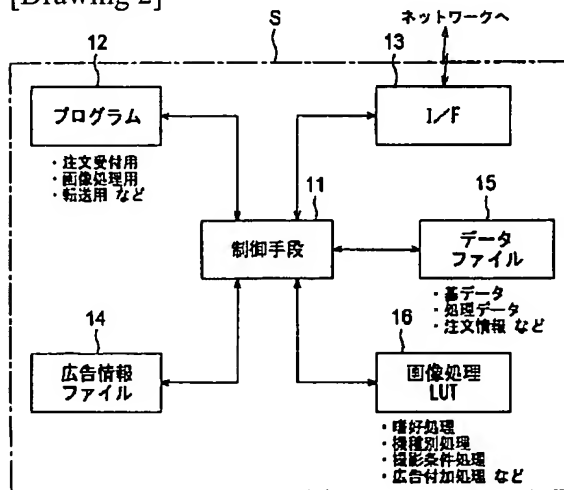 [Drawing 2]
S
ネットワークへ
12
プログラム
・注文受付用
・画像処理用
・転送用 など
13
I/F
11
制御手段
15
データ
ファイル
・基データ
・処理データ
・注文情報 など
14
広告情報
ファイル
16
画像処理
LUT
・嗜好処理
・機種別処理
・撮影条件処理
・広告付加処理 など